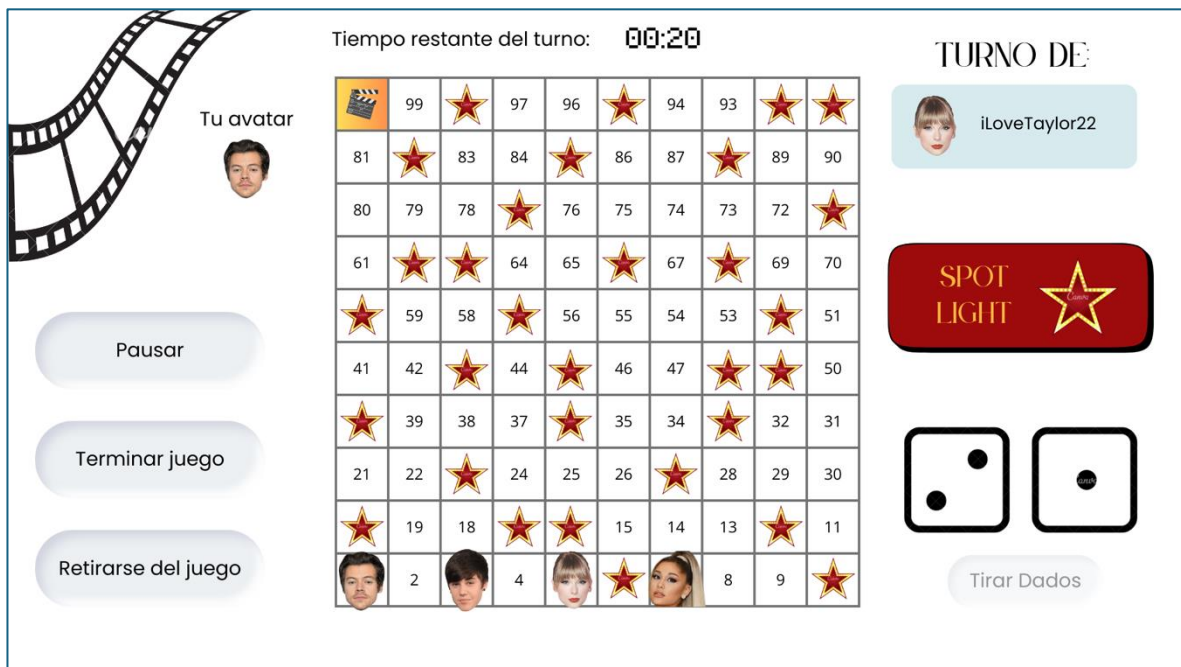 Tiempo restante del turno: 00:20
TURNO DE:
Tu avatar
iLoveTaylor22
99 97 96 94 93
81 83 84 86 87 89 90
80 79 78 76 75 74 73 72
61 64 65 67 69 70
SPOT
LIGHT
Canva
59 58 56 55 54 53 51
Pausar
41 42 44 46 47 50
39 38 37 35 34 32 31
Terminar juego
21 22 24 25 26 28 29 30
19 18 15 14 13 11
Retirarse del juego
2 4 8 9
Tirar Dados